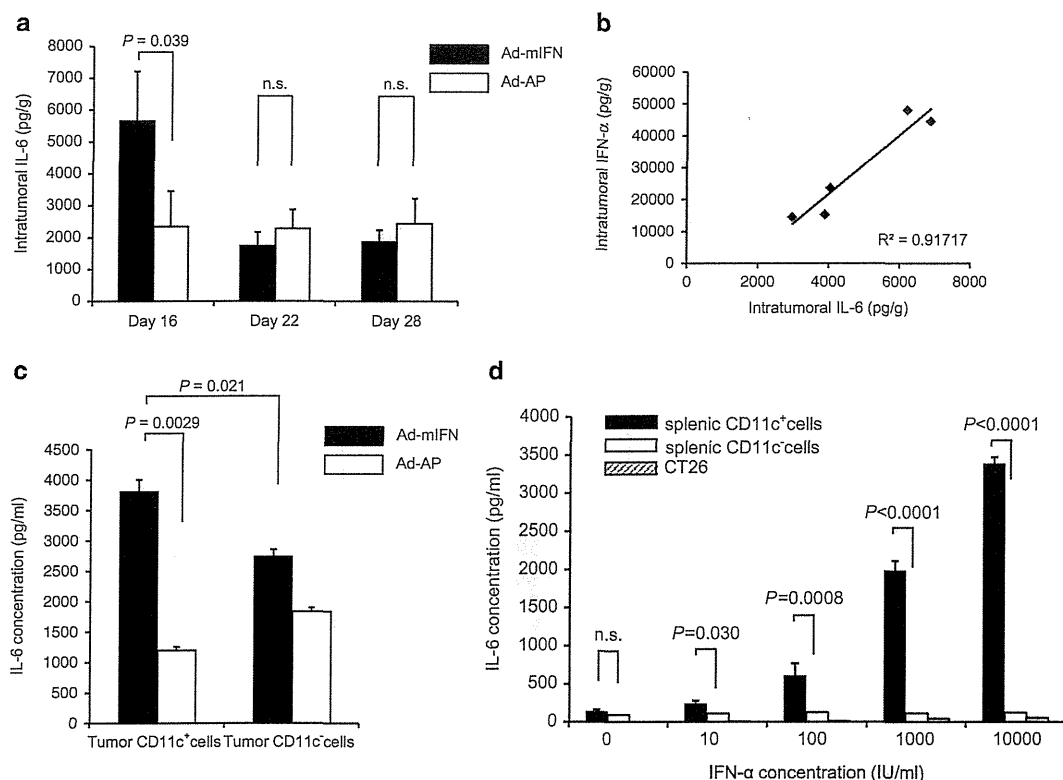 a
P = 0.039
n.s.
n.s.
Ad-mIFN
Ad-AP
Intratumoral IL-6 (pg/g)
8000
7000
6000
5000
4000
3000
2000
1000
0
Day 16
Day 22
Day 28
b
Intratumoral IFN-α (pg/g)
60000
50000
40000
30000
20000
10000
0
R² = 0.91717
0
2000
4000
6000
8000
Intratumoral IL-6 (pg/g)
c
P = 0.021
P = 0.0029
Ad-mIFN
Ad-AP
IL-6 concentration (pg/ml)
4500
4000
3500
3000
2500
2000
1500
1000
500
0
Tumor CD11c⁺cells
Tumor CD11c⁻cells
d
splenic CD11c⁺cells
splenic CD11c⁻cells
CT26
n.s.
P=0.030
P=0.0008
P<0.0001
P<0.0001
IL-6 concentration (pg/ml)
4000
3500
3000
2500
2000
1500
1000
500
0
0
10
100
1000
10000
IFN-α concentration (IU/ml)